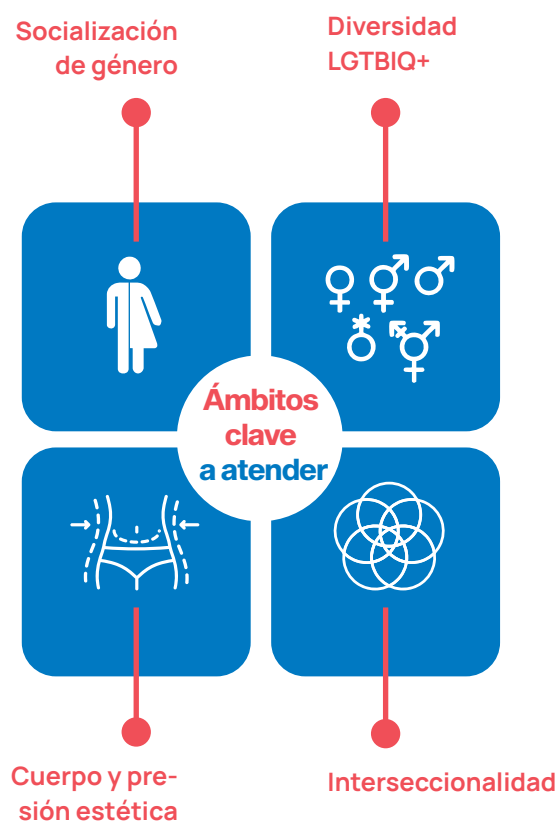 Socialización
de género
Diversidad
LGTBIQ+
Ámbitos
clave
a atender
Cuerpo y pre-
sión estética
Interseccionalidad